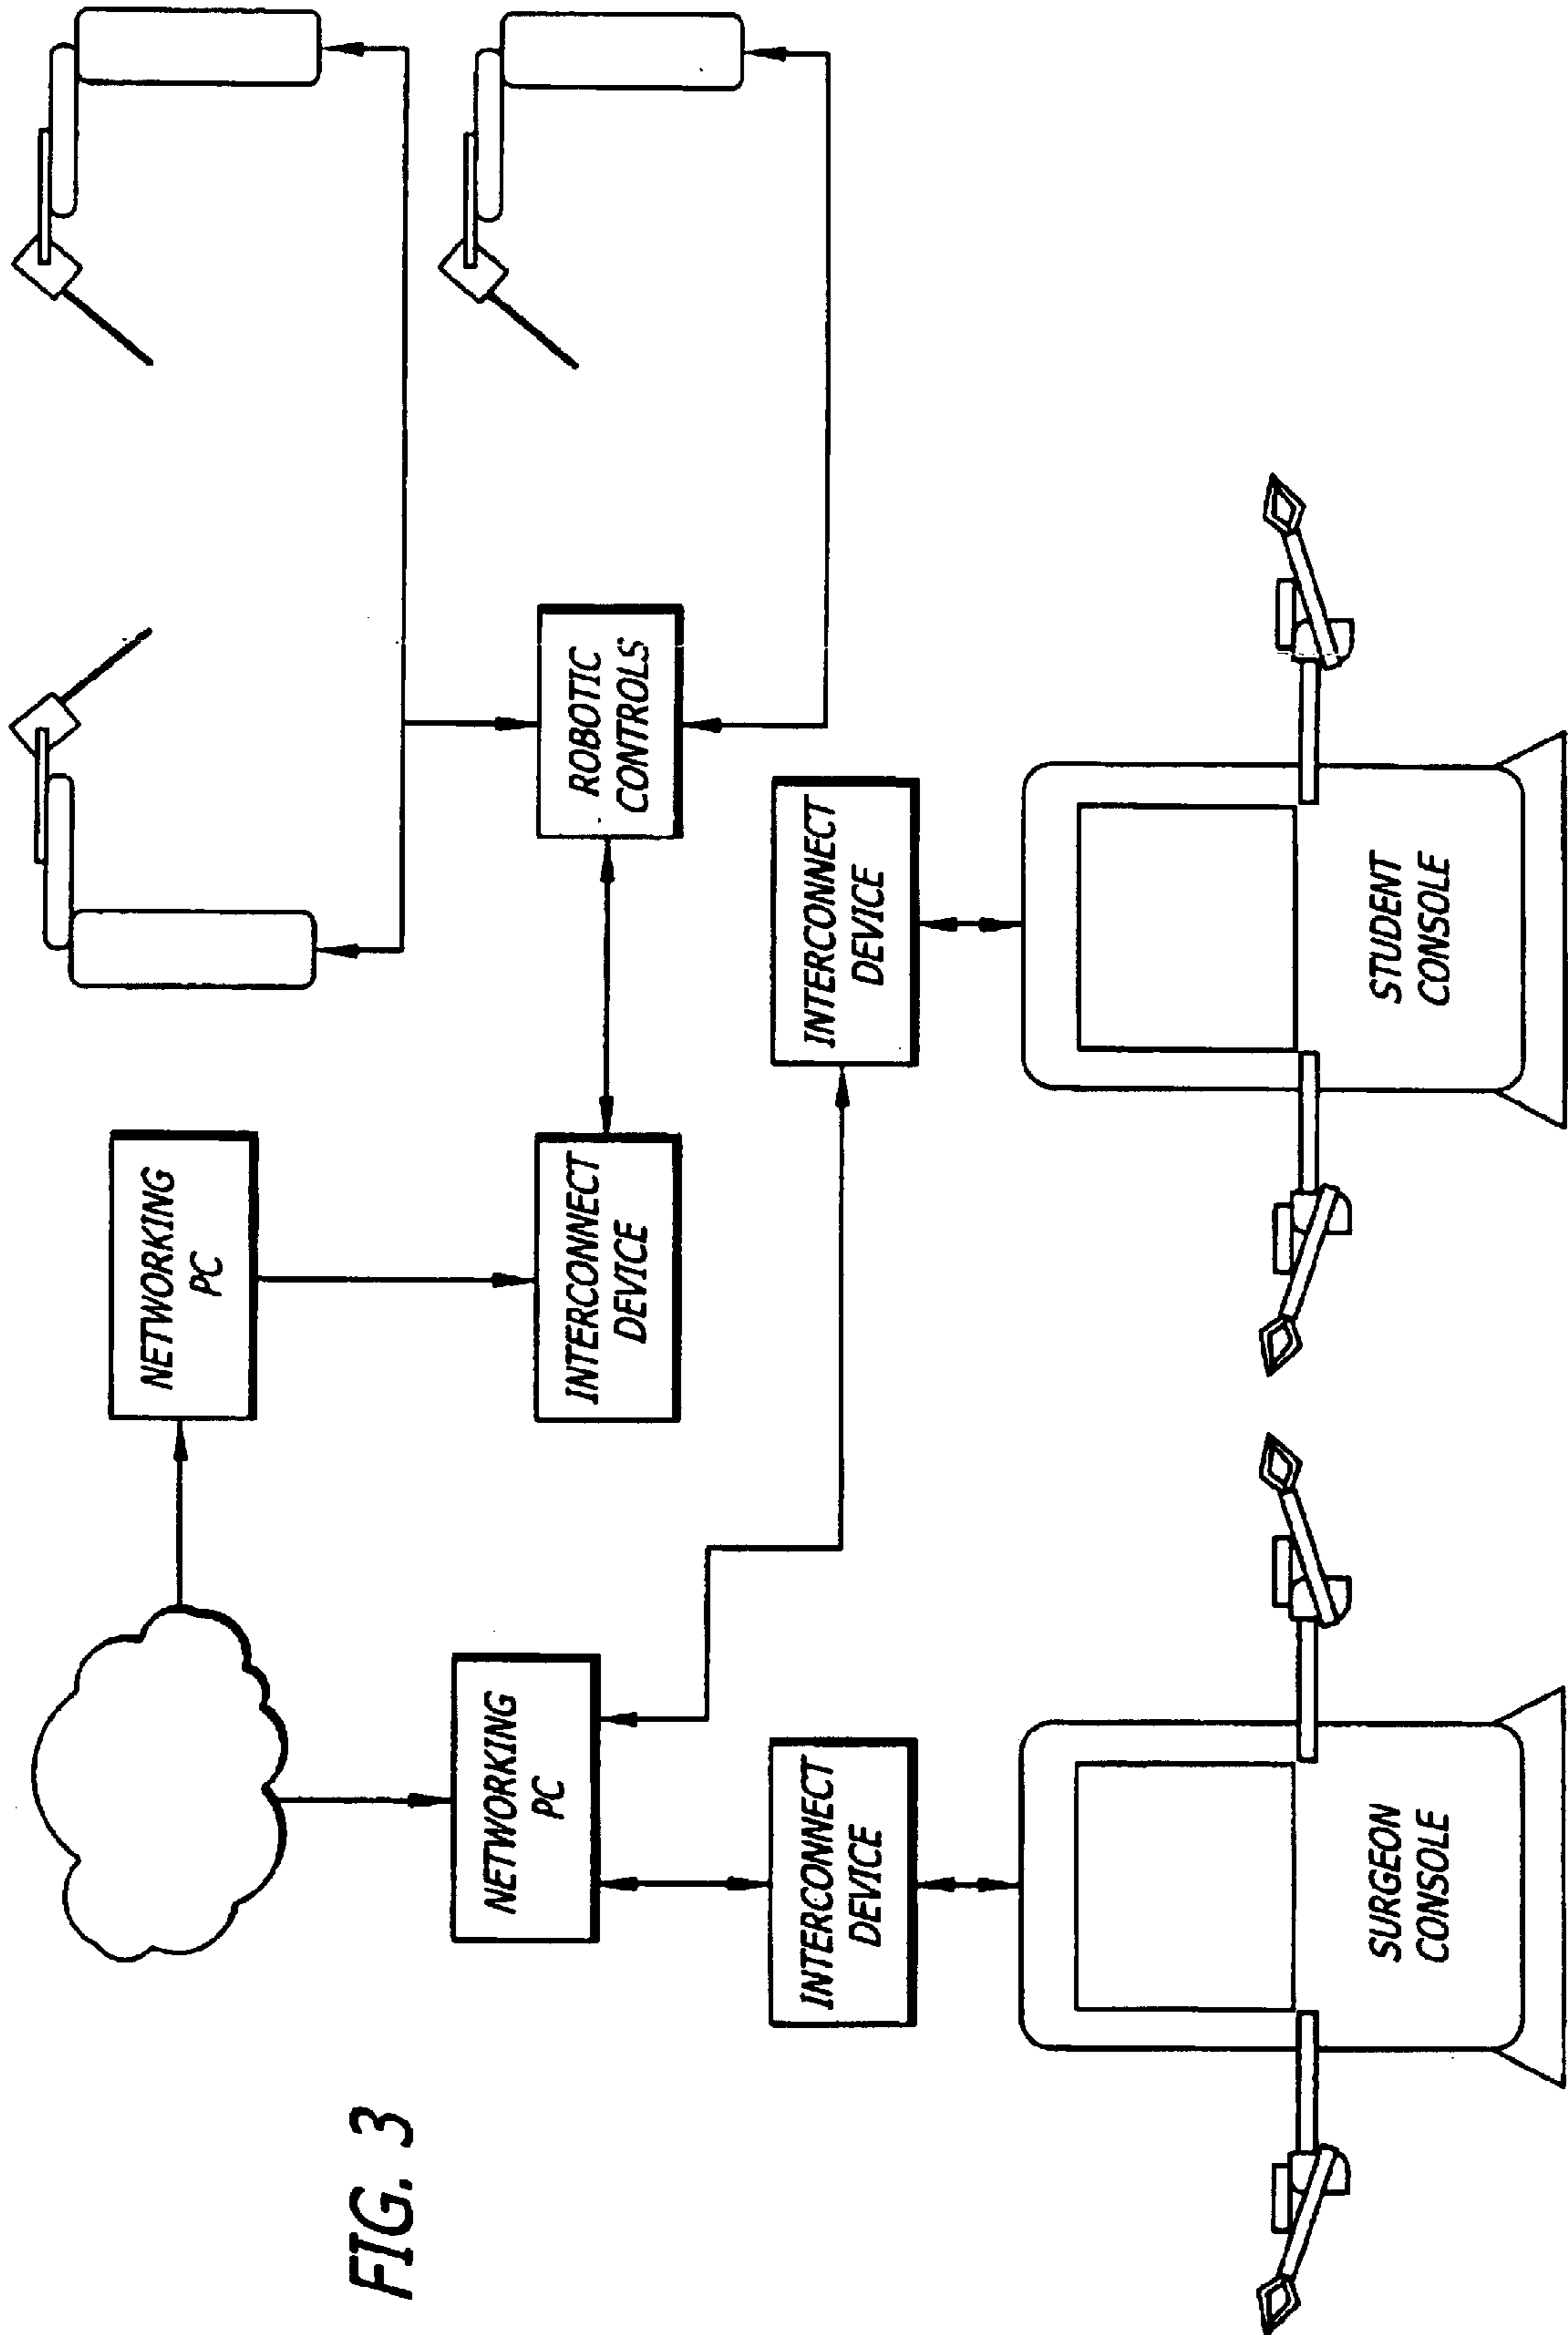 NETWORKING
PC
NETWORKING
PC
INTERCONNECT
DEVICE
ROBOTIC
CONTROLS
INTERCONNECT
DEVICE
INTERCONNECT
DEVICE
SURGEON
CONSOLE
STUDENT
CONSOLE
FIG. 3